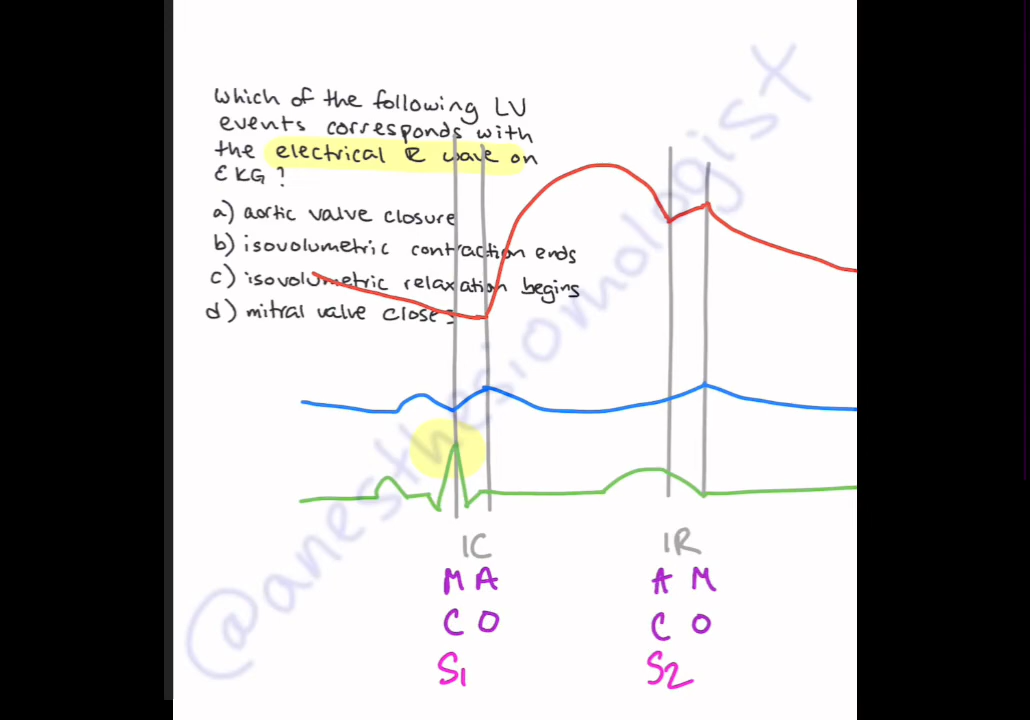 Which of the following LV
events corresponds with
the electrical R wave on
EKG?
a) aortic valve closure
b) isovolumetric contraction ends
c) isovolumetric relaxation begins
d) mitral valve closes
IC IR
M A A M
C O C O
S1 S2
@anesthesiomologist